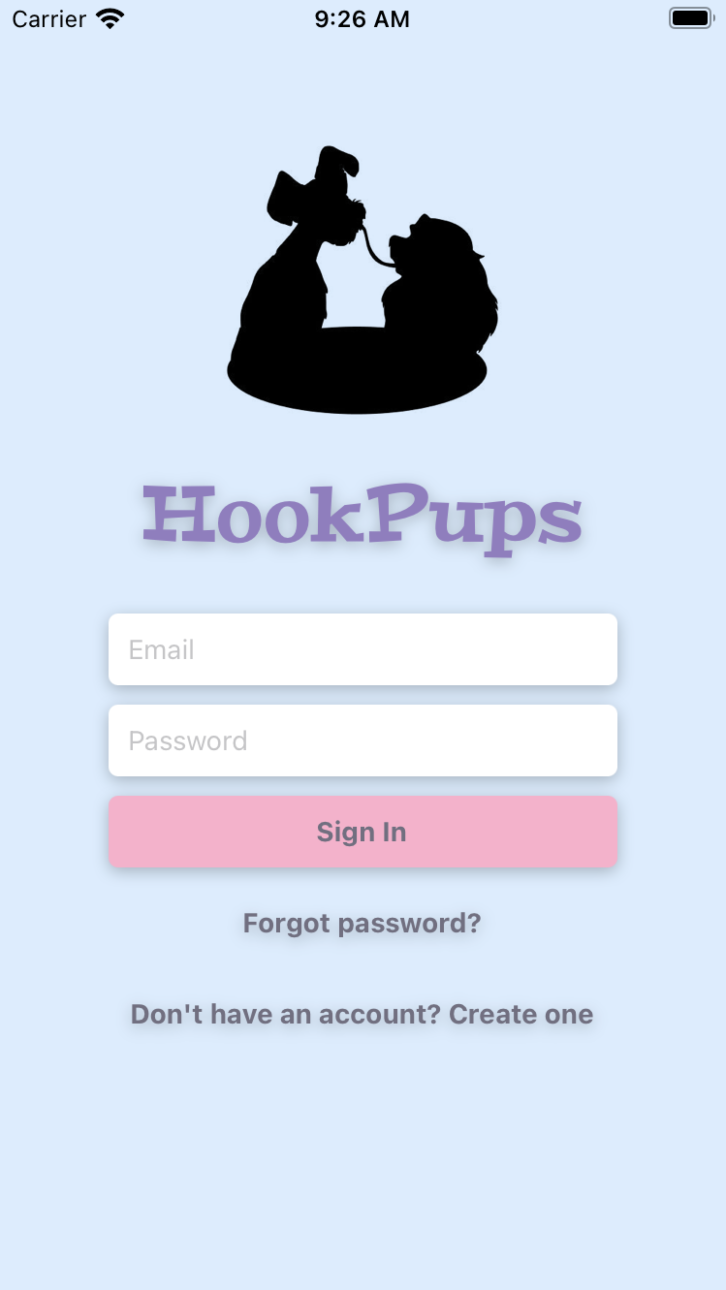 Carrier 9:26 AM
HookPups
Email
Password
Sign In
Forgot password?
Don't have an account? Create one